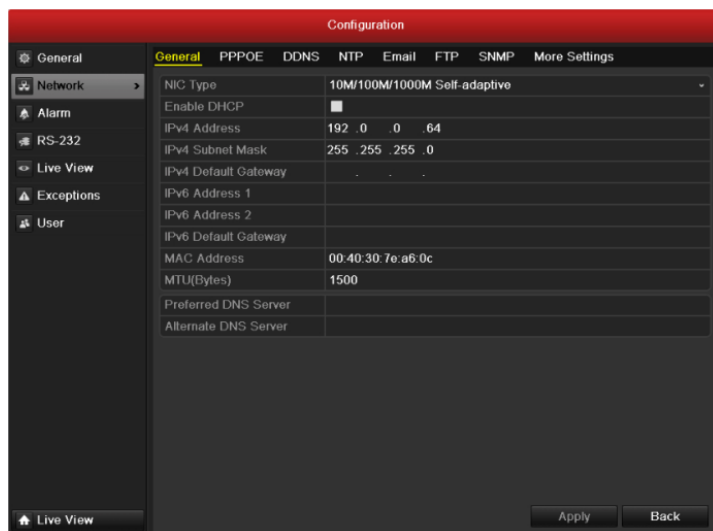 Configuration
General
Network
Alarm
RS-232
Live View
Exceptions
User
Live View
General PPPOE DDNS NTP Email FTP SNMP More Settings
NIC Type 10M/100M/1000M Self-adaptive
Enable DHCP
IPv4 Address 192 .0 .0 .64
IPv4 Subnet Mask 255 .255 .255 .0
IPv4 Default Gateway . . .
IPv6 Address 1
IPv6 Address 2
IPv6 Default Gateway
MAC Address 00:40:30:7e:a6:0c
MTU(Bytes) 1500
Preferred DNS Server
Alternate DNS Server
Apply Back